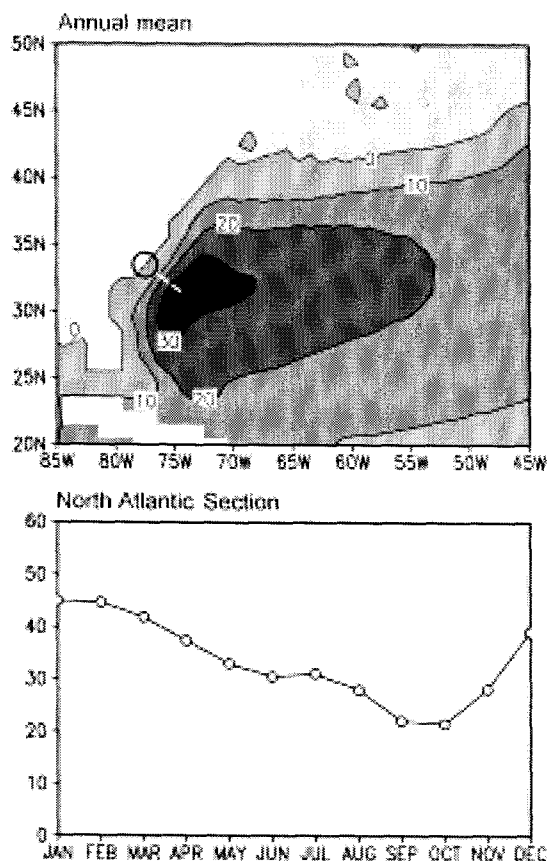 Annual mean
50N
45N
0
40N
10
20
35N
30N
30
0
25N
10
20
20N
85W 80W 75W 70W 65W 60W 55W 50W 45W
North Atlantic Section
60
50
40
30
20
10
0
JAN FEB MAR APR MAY JUN JUL AUG SEP OCT NOV DEC